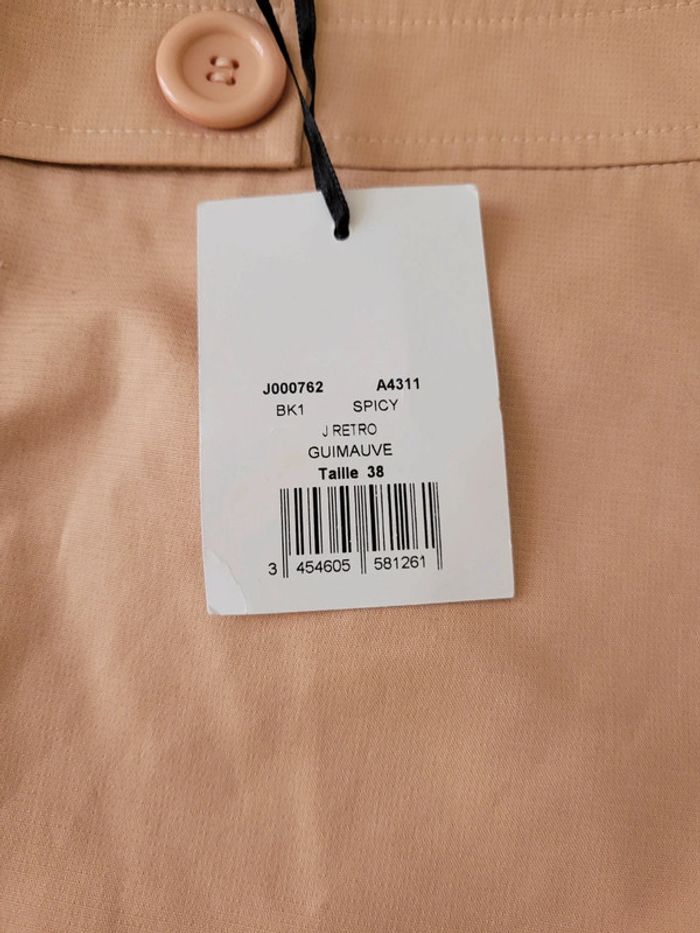 J000762 A4311
BK1 SPICY
J RETRO
GUIMAUVE
Taille 38
3 454605 581261